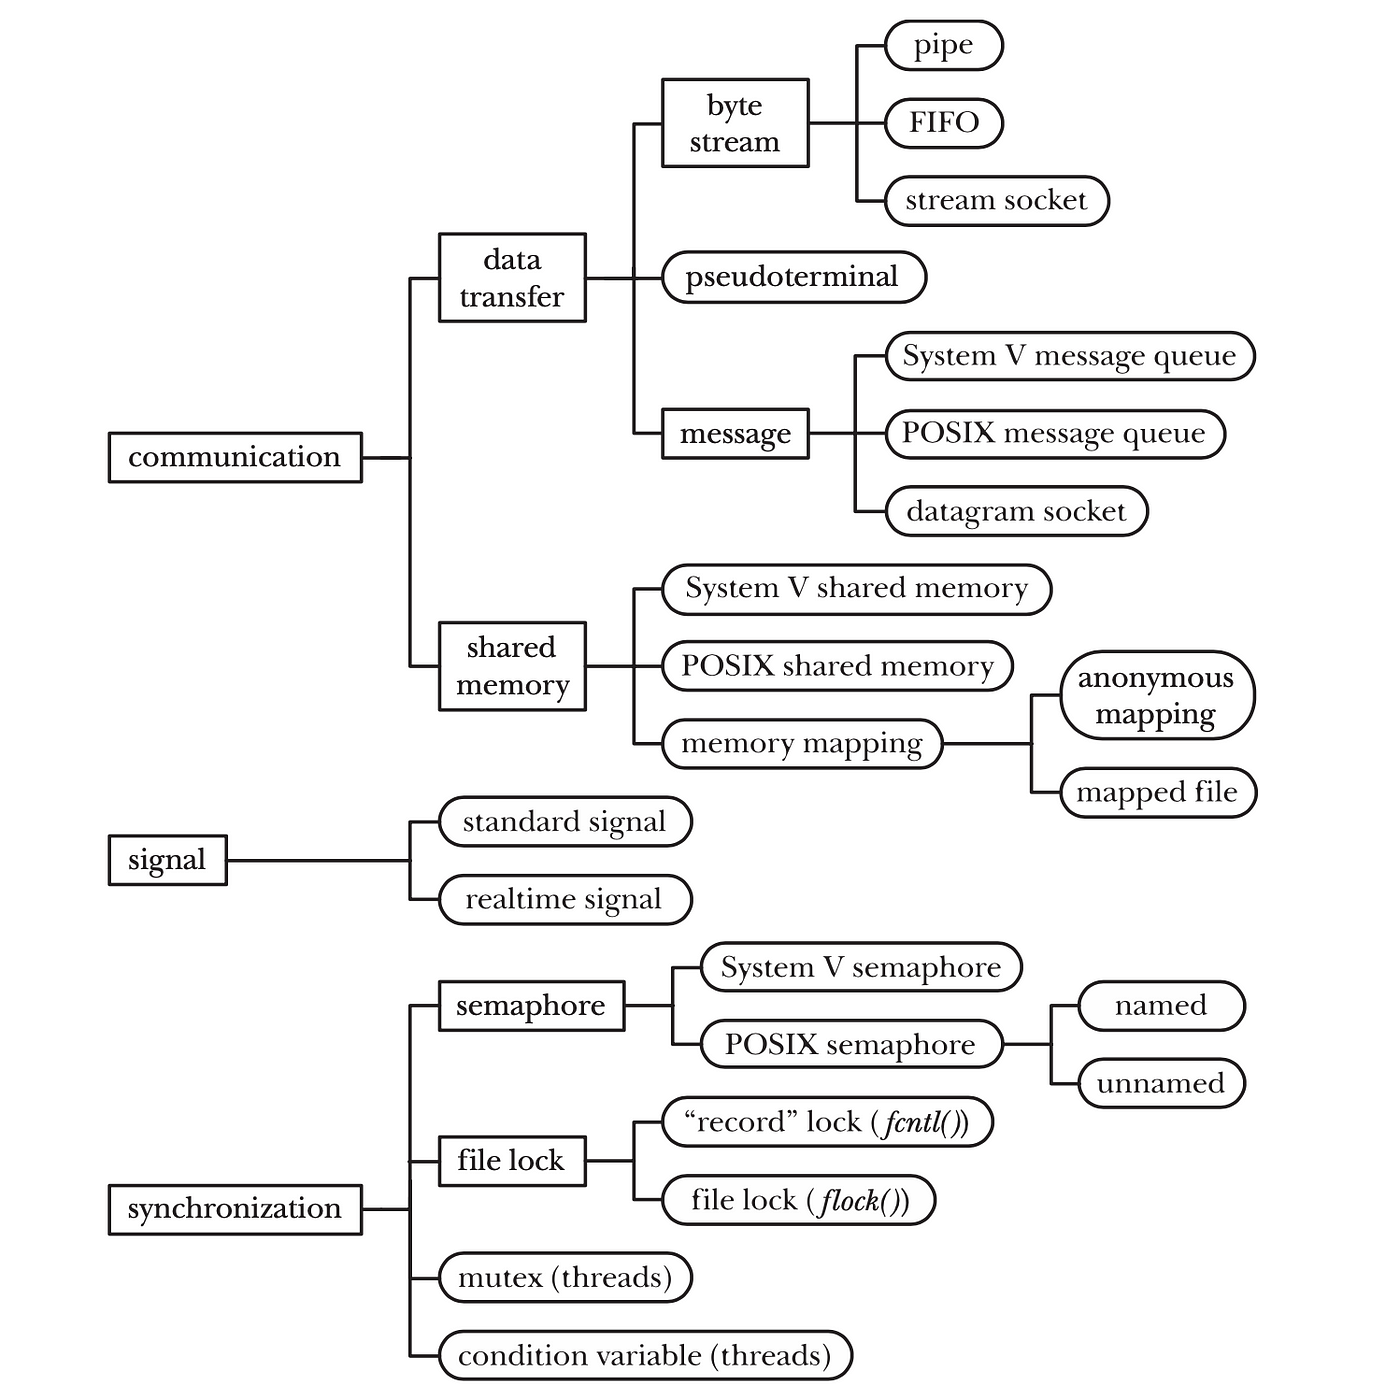 pipe
byte
stream
FIFO
stream socket
data
transfer
pseudoterminal
System V message queue
message
POSIX message queue
datagram socket
communication
System V shared memory
shared
memory
POSIX shared memory
memory mapping
anonymous
mapping
mapped file
signal
standard signal
realtime signal
semaphore
System V semaphore
POSIX semaphore
named
unnamed
file lock
“record” lock (fcntl())
file lock (flock())
synchronization
mutex (threads)
condition variable (threads)